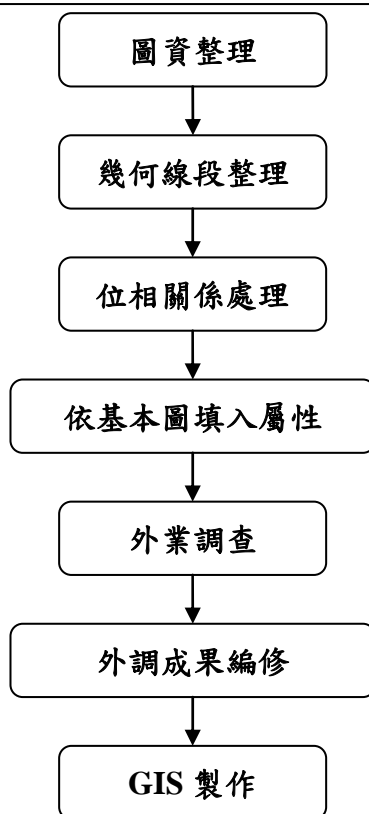 圖資整理
幾何線段整理
位相關係處理
依基本圖填入屬性
外業調查
外調成果編修
GIS 製作